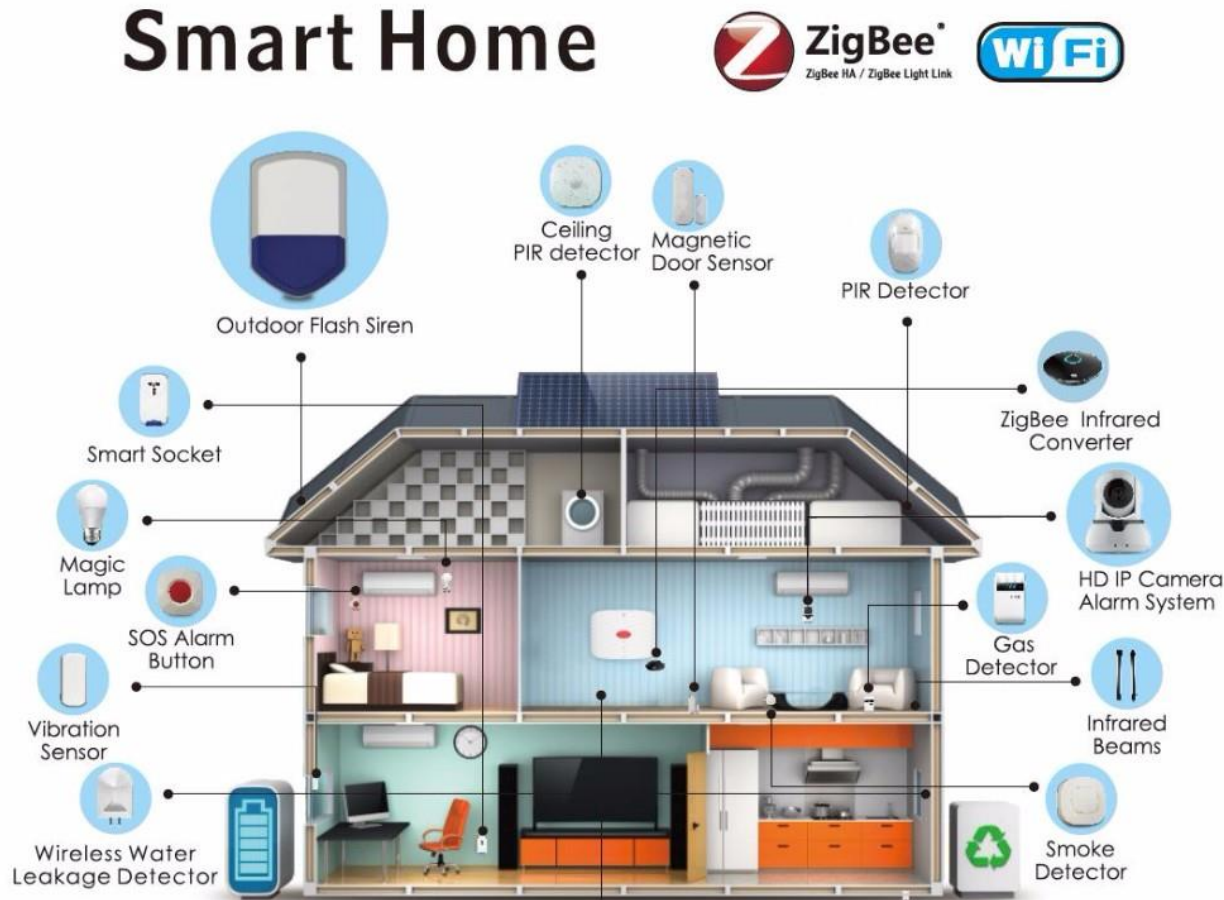 Smart Home
Z ZigBee®
ZigBee HA / ZigBee Light Link
Wi Fi
Ceiling
PIR detector
Magnetic
Door Sensor
PIR Detector
Outdoor Flash Siren
Smart Socket
ZigBee Infrared
Converter
Magic
Lamp
HD IP Camera
Alarm System
SOS Alarm
Button
Gas
Detector
Vibration
Sensor
Infrared
Beams
Wireless Water
Leakage Detector
Smoke
Detector